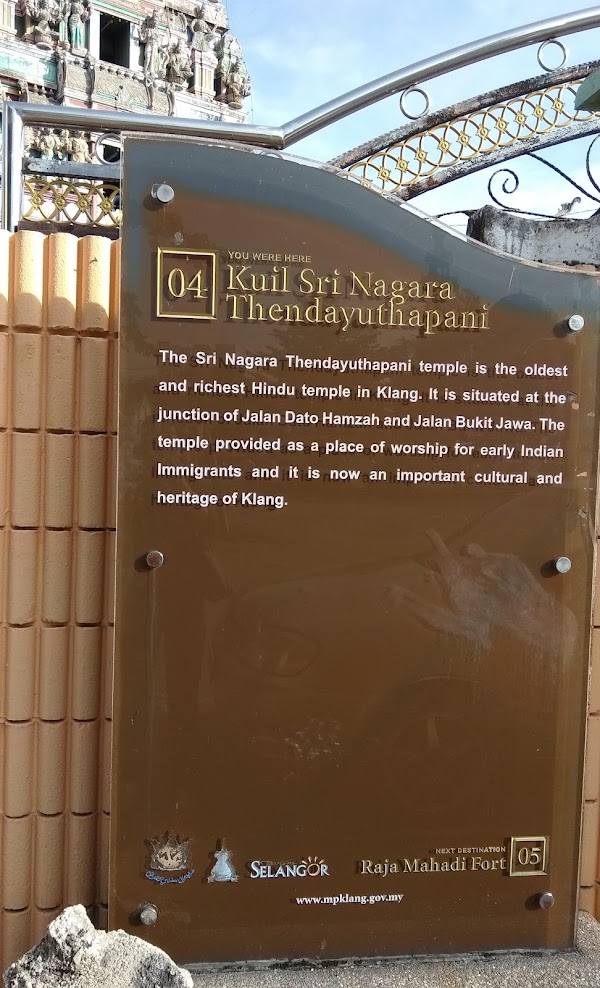 YOU WERE HERE
04
Kuil Sri Nagara
Thendayuthapani
The Sri Nagara Thendayuthapani temple is the oldest
and richest Hindu temple in Klang. It is situated at the
junction of Jalan Dato Hamzah and Jalan Bukit Jawa. The
temple provided as a place of worship for early Indian
Immigrants and it is now an important cultural and
heritage of Klang.
SELANGOR
NEXT DESTINATION
Raja Mahadi Fort
05
www.mpklang.gov.my